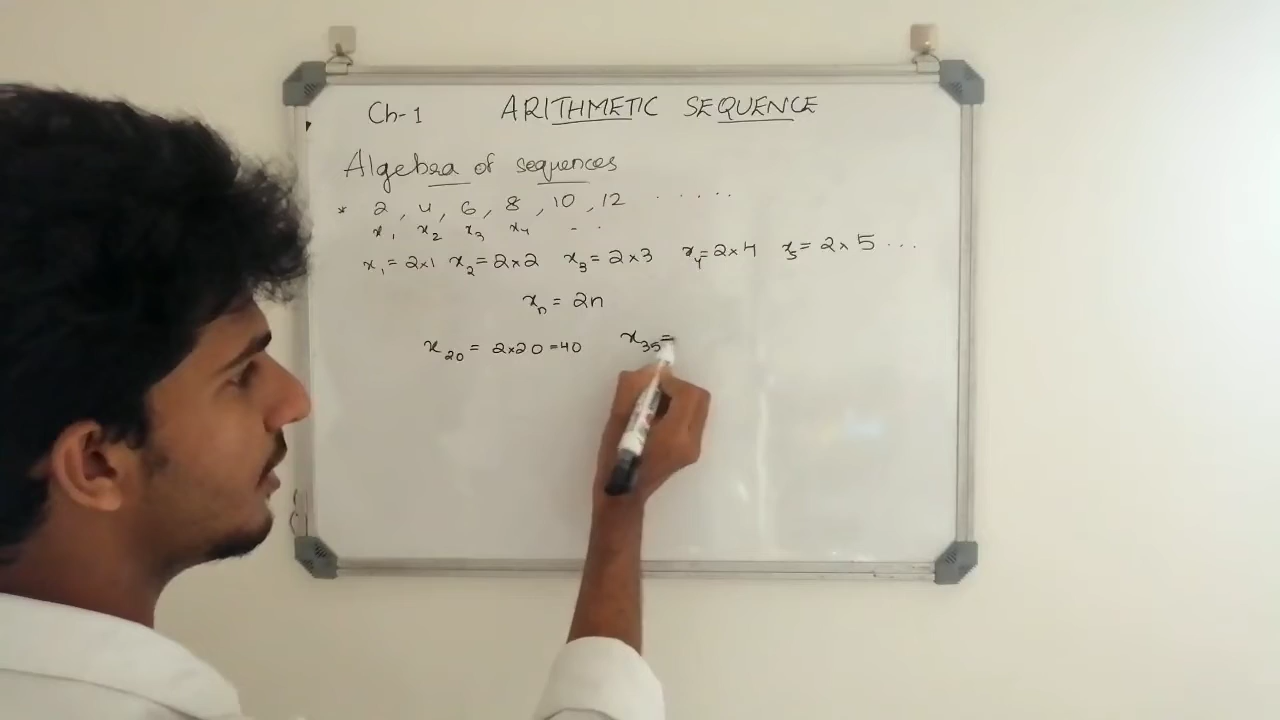 Ch-1 ARITHMETIC SEQUENCE
Algebra of sequences
* 2, 4, 6, 8, 10, 12 . . . . .
x₁ x₂ x₃ x₄ - .
x₁ = 2×1 x₂ = 2×2 x₃ = 2×3 x₄ = 2×4 x₅ = 2×5 ...
xₙ = 2n
x₂₀ = 2×20 = 40 x₃₅ =